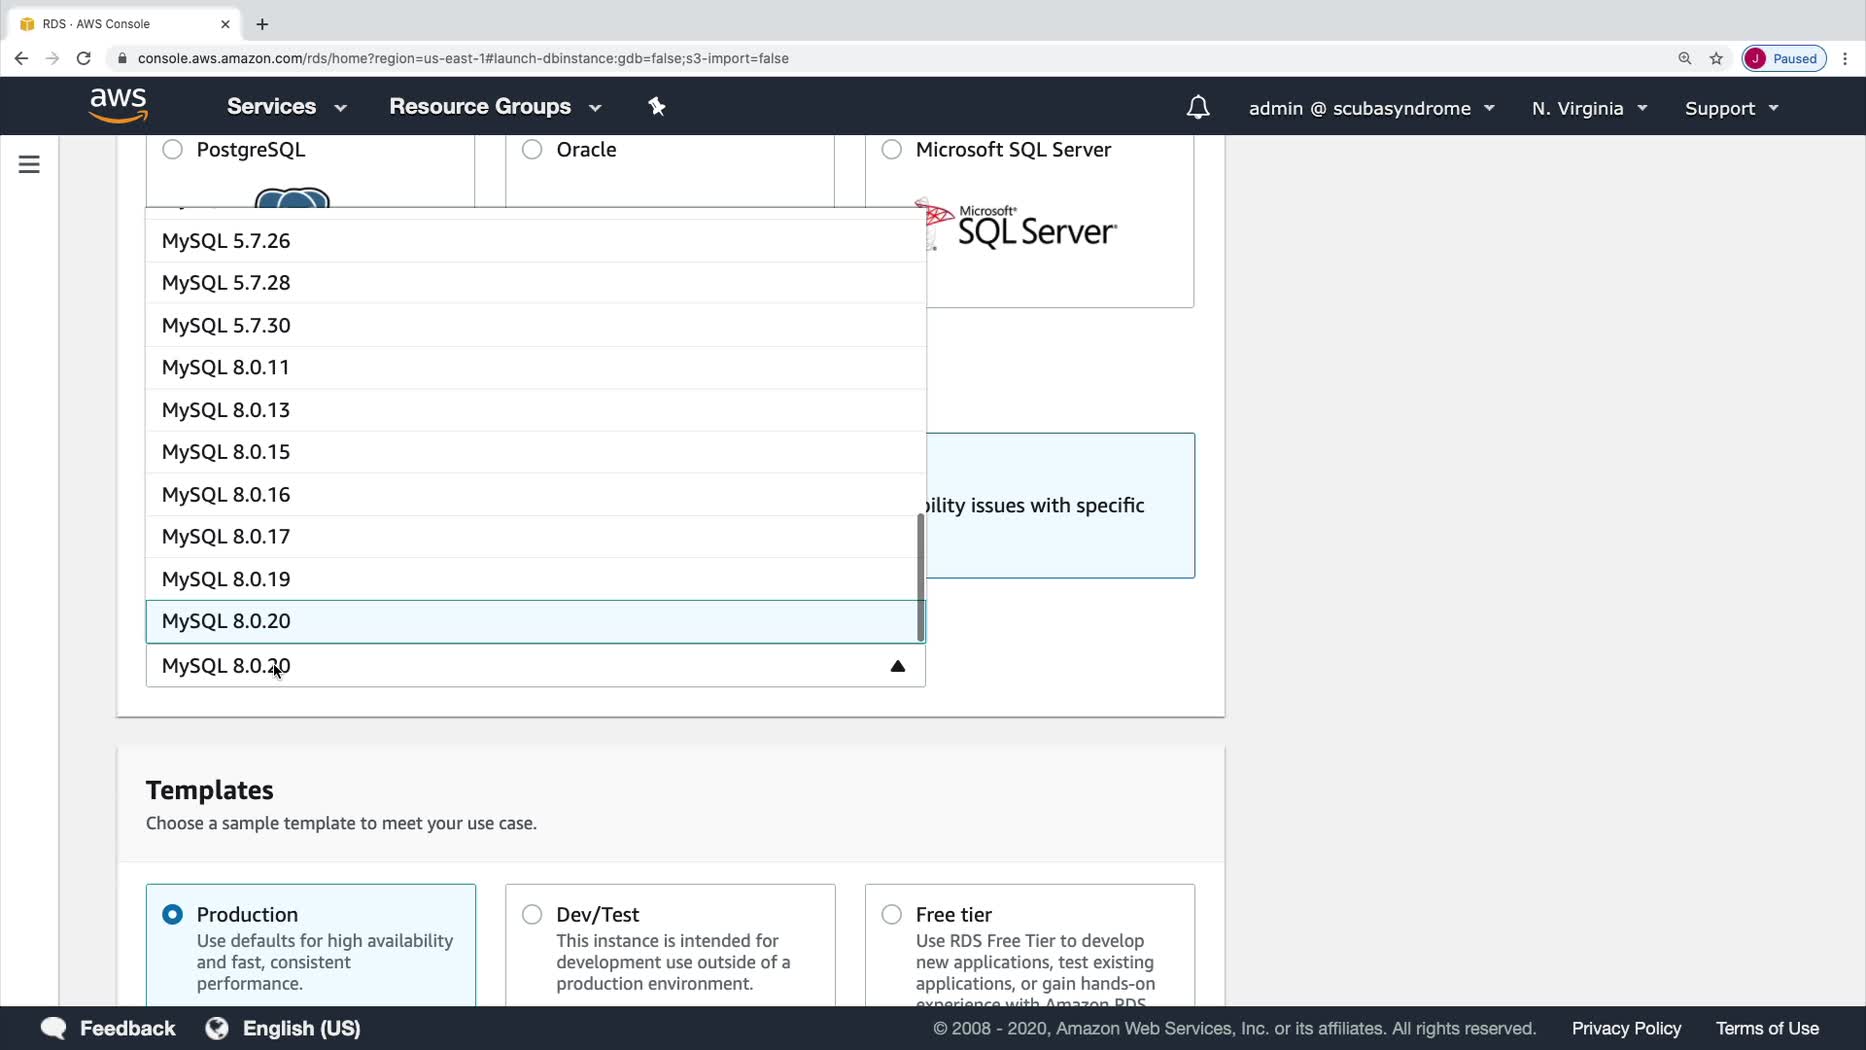 RDS · AWS Console
console.aws.amazon.com/rds/home?region=us-east-1#launch-dbinstance:gdb=false;s3-import=false
J Paused
aws Services Resource Groups admin @ scubasyndrome N. Virginia Support
PostgreSQL Oracle Microsoft SQL Server
Microsoft®
SQL Server®
MySQL 5.7.26
MySQL 5.7.28
MySQL 5.7.30
MySQL 8.0.11
MySQL 8.0.13
MySQL 8.0.15
MySQL 8.0.16
bility issues with specific
MySQL 8.0.17
MySQL 8.0.19
MySQL 8.0.20
MySQL 8.0.20
Templates
Choose a sample template to meet your use case.
Production
Use defaults for high availability
and fast, consistent
performance.
Dev/Test
This instance is intended for
development use outside of a
production environment.
Free tier
Use RDS Free Tier to develop
new applications, test existing
applications, or gain hands-on
experience with Amazon RDS
Feedback English (US) © 2008 - 2020, Amazon Web Services, Inc. or its affiliates. All rights reserved. Privacy Policy Terms of Use